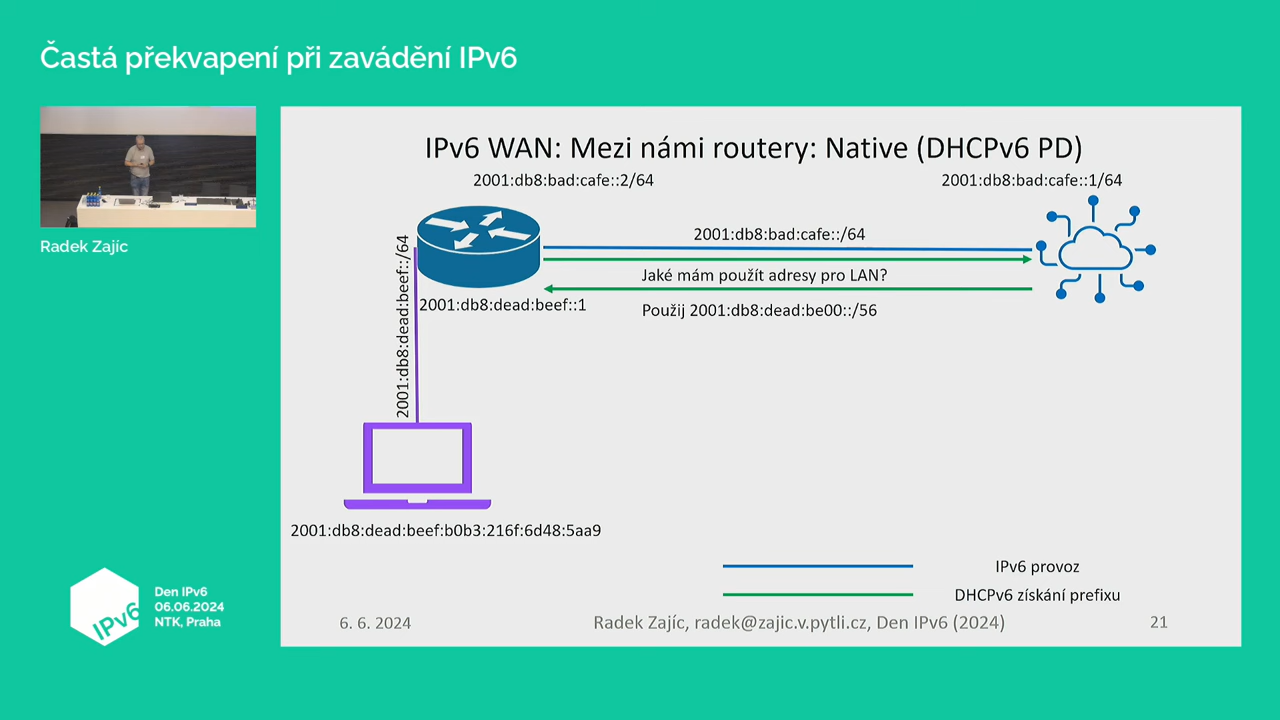 Častá překvapení při zavádění IPv6
Radek Zajíc
IPv6 WAN: Mezi námi routery: Native (DHCPv6 PD)
2001:db8:bad:cafe::2/64
2001:db8:bad:cafe::1/64
2001:db8:bad:cafe::/64
Jaké mám použít adresy pro LAN?
Použij 2001:db8:dead:be00::/56
2001:db8:dead:beef::1
2001:db8:dead:beef::/64
2001:db8:dead:beef:b0b3:216f:6d48:5aa9
IPv6 provoz
DHCPv6 získání prefixu
6. 6. 2024
Radek Zajíc, radek@zajic.v.pytli.cz, Den IPv6 (2024)
21
IPv6
Den IPv6
06.06.2024
NTK, Praha